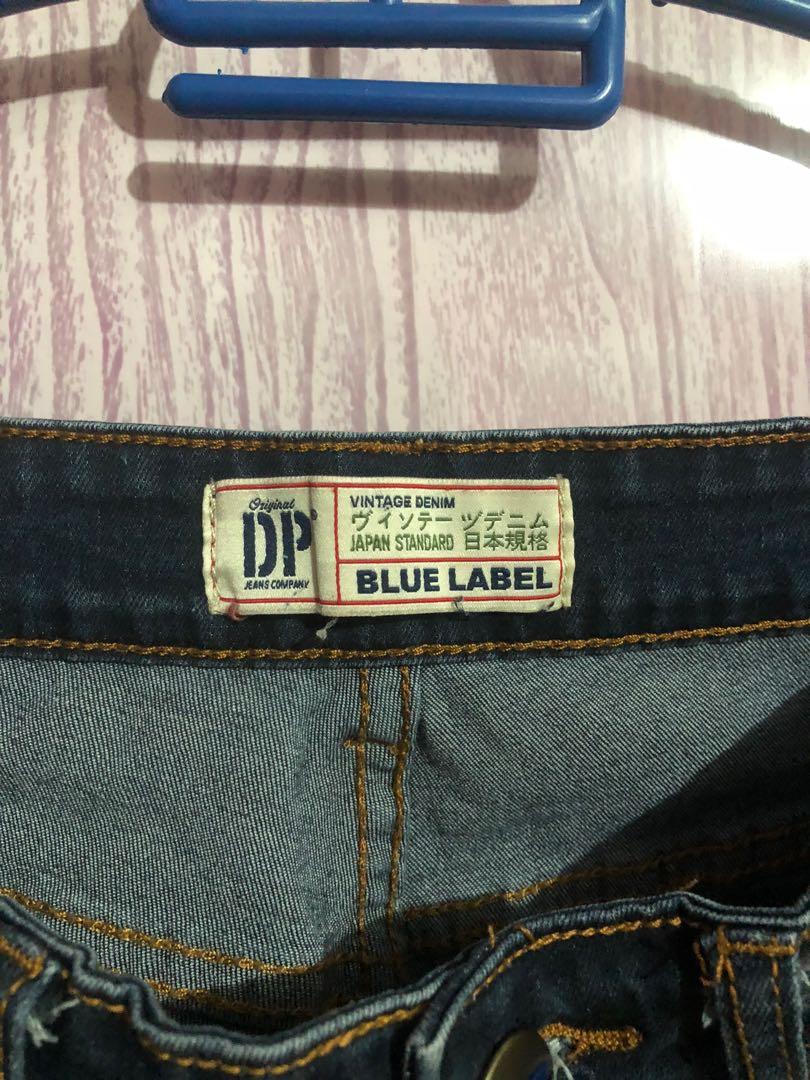 Original
DP
JEANS COMPANY
VINTAGE DENIM
ヴィソテーヅデニム
JAPAN STANDARD 日本規格
BLUE LABEL